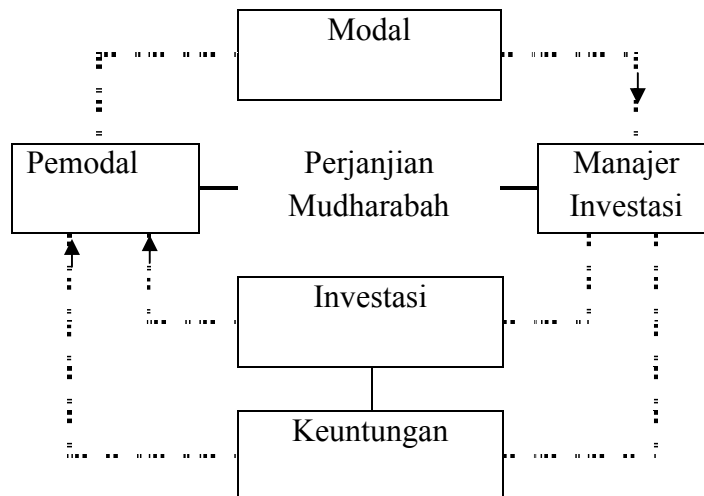 Modal
Pemodal
Perjanjian
Mudharabah
Manajer
Investasi
Investasi
Keuntungan